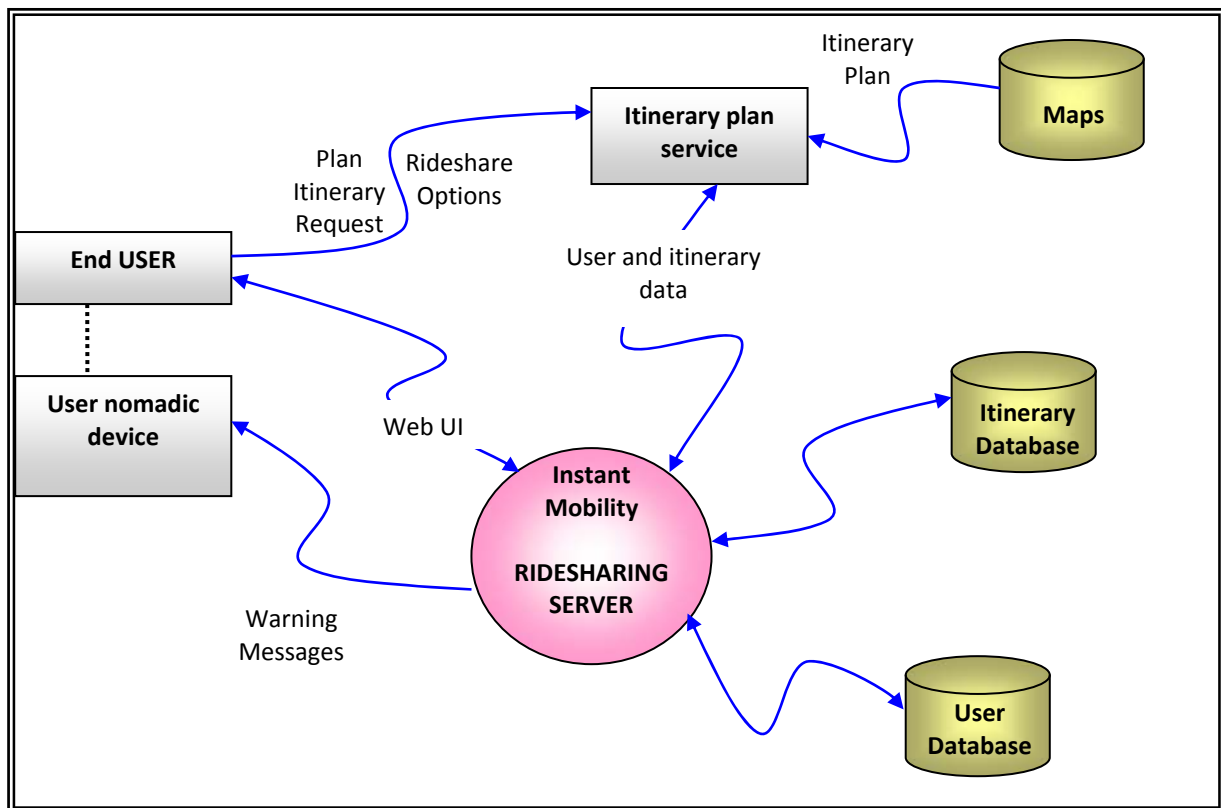 Itinerary
Plan
Maps
Itinerary plan
service
Plan
Itinerary
Request
Rideshare
Options
End USER
User and itinerary
data
User nomadic
device
Web UI
Itinerary
Database
Instant
Mobility
RIDESHARING
SERVER
Warning
Messages
User
Database